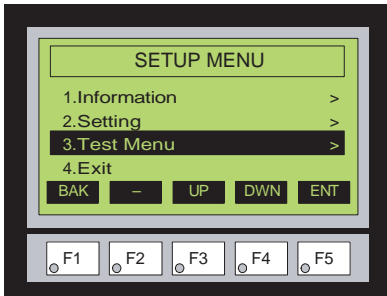 SETUP MENU
1.Information >
2.Setting >
3.Test Menu >
4.Exit
BAK – UP DWN ENT
F1 F2 F3 F4 F5